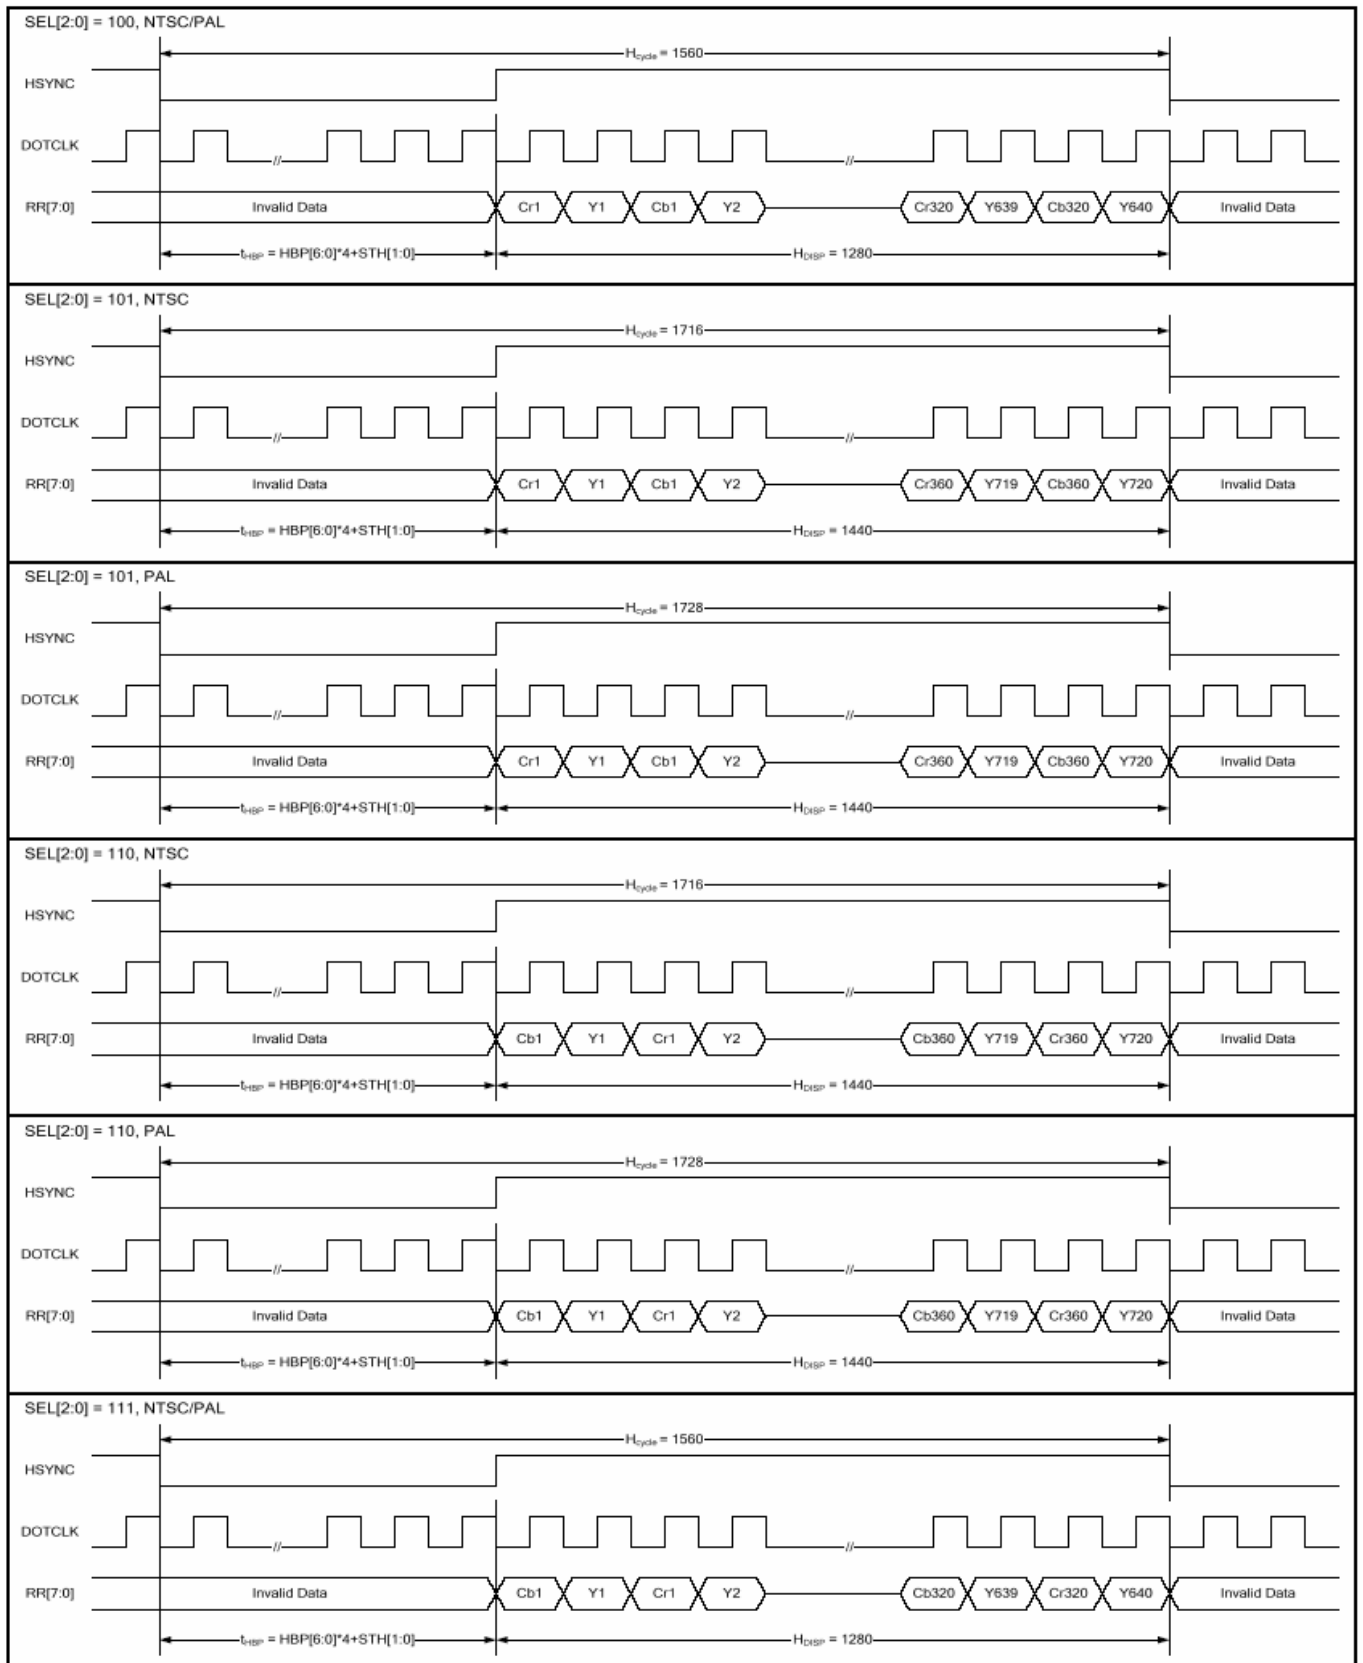 SEL[2:0] = 100, NTSC/PAL
Hcycle = 1560
HSYNC
DOTCLK
//
//
RR[7:0] Invalid Data Cr1 Y1 Cb1 Y2 Cr320 Y639 Cb320 Y640 Invalid Data
tHBP = HBP[6:0]*4+STH[1:0] HDISP = 1280
SEL[2:0] = 101, NTSC
Hcycle = 1716
HSYNC
DOTCLK
//
//
RR[7:0] Invalid Data Cr1 Y1 Cb1 Y2 Cr360 Y719 Cb360 Y720 Invalid Data
tHBP = HBP[6:0]*4+STH[1:0] HDISP = 1440
SEL[2:0] = 101, PAL
Hcycle = 1728
HSYNC
DOTCLK
//
//
RR[7:0] Invalid Data Cr1 Y1 Cb1 Y2 Cr360 Y719 Cb360 Y720 Invalid Data
tHBP = HBP[6:0]*4+STH[1:0] HDISP = 1440
SEL[2:0] = 110, NTSC
Hcycle = 1716
HSYNC
DOTCLK
//
//
RR[7:0] Invalid Data Cb1 Y1 Cr1 Y2 Cb360 Y719 Cr360 Y720 Invalid Data
tHBP = HBP[6:0]*4+STH[1:0] HDISP = 1440
SEL[2:0] = 110, PAL
Hcycle = 1728
HSYNC
DOTCLK
//
//
RR[7:0] Invalid Data Cb1 Y1 Cr1 Y2 Cb360 Y719 Cr360 Y720 Invalid Data
tHBP = HBP[6:0]*4+STH[1:0] HDISP = 1440
SEL[2:0] = 111, NTSC/PAL
Hcycle = 1560
HSYNC
DOTCLK
//
//
RR[7:0] Invalid Data Cb1 Y1 Cr1 Y2 Cb320 Y639 Cr320 Y640 Invalid Data
tHBP = HBP[6:0]*4+STH[1:0] HDISP = 1280